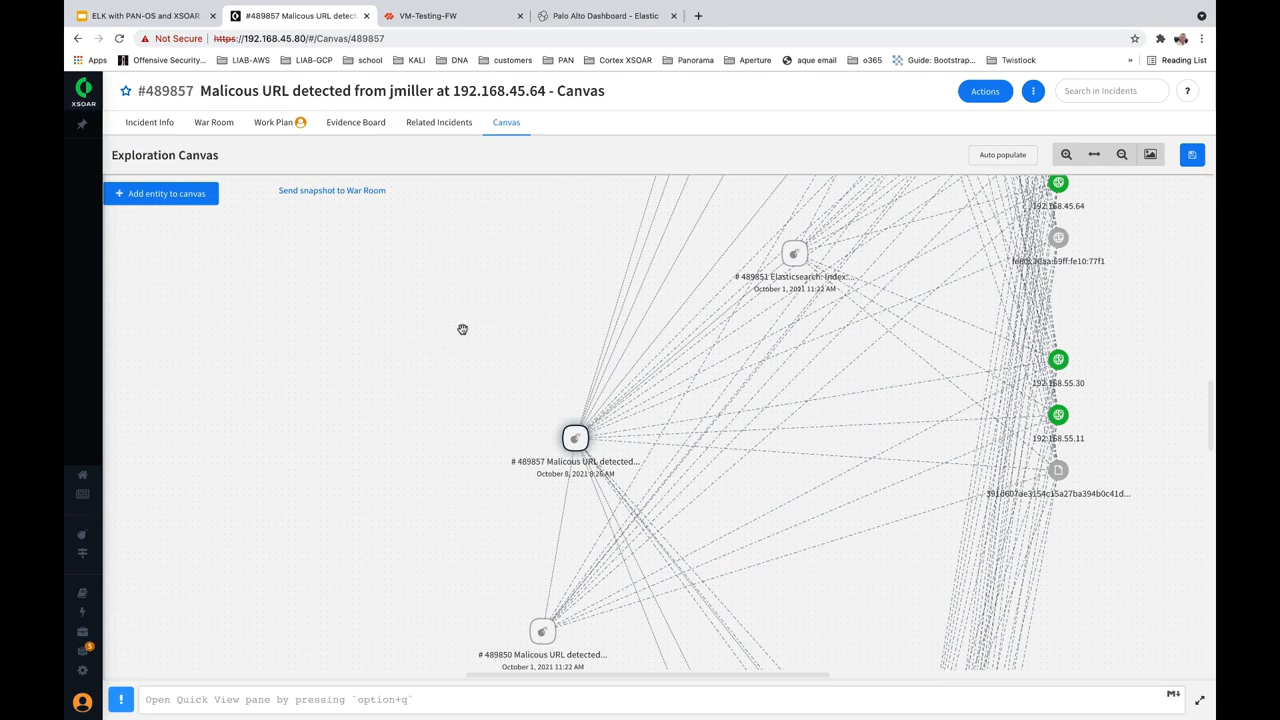 ELK with PAN-OS and XSOAR
#489857 Malicous URL detect
VM-Testing-FW
Palo Alto Dashboard - Elastic
Not Secure
https://192.168.45.80/#/Canvas/489857
Apps
Offensive Security...
LIAB-AWS
LIAB-GCP
school
KALI
DNA
customers
PAN
Cortex XSOAR
Panorama
Aperture
aque email
o365
Guide: Bootstrap...
Twistlock
»
Reading List
XSOAR
#489857 Malicous URL detected from jmiller at 192.168.45.64 - Canvas
Actions
Search in Incidents
?
Incident Info
War Room
Work Plan
Evidence Board
Related Incidents
Canvas
Exploration Canvas
Auto populate
+ Add entity to canvas
Send snapshot to War Room
192.168.45.64
# 489851 Elasticsearch: Index:...
October 1, 2021 11:22 AM
192.168.55.30
192.168.55.11
# 489857 Malicous URL detected...
October 8, 2021 8:26 AM
# 489850 Malicous URL detected...
October 1, 2021 11:22 AM
5
!
Open Quick View pane by pressing `option+q`
M